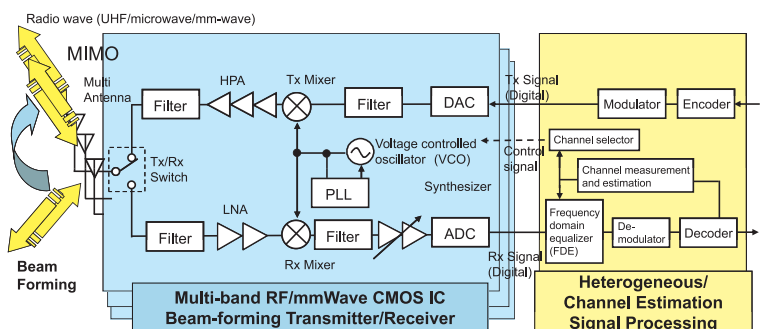 Radio wave (UHF/microwave/mm-wave)
MIMO
Multi
Antenna
HPA
Tx Mixer
Filter
Filter
DAC
Tx Signal
(Digital)
Modulator
Encoder
Tx/Rx
Switch
Voltage controlled
oscillator (VCO)
PLL
Synthesizer
Control
signal
Channel selector
Channel measurement
and estimation
LNA
Filter
Rx Mixer
Filter
ADC
Rx Signal
(Digital)
Frequency
domain
equalizer
(FDE)
De-
modulator
Decoder
Beam
Forming
Multi-band RF/mmWave CMOS IC
Beam-forming Transmitter/Receiver
Heterogeneous/
Channel Estimation
Signal Processing